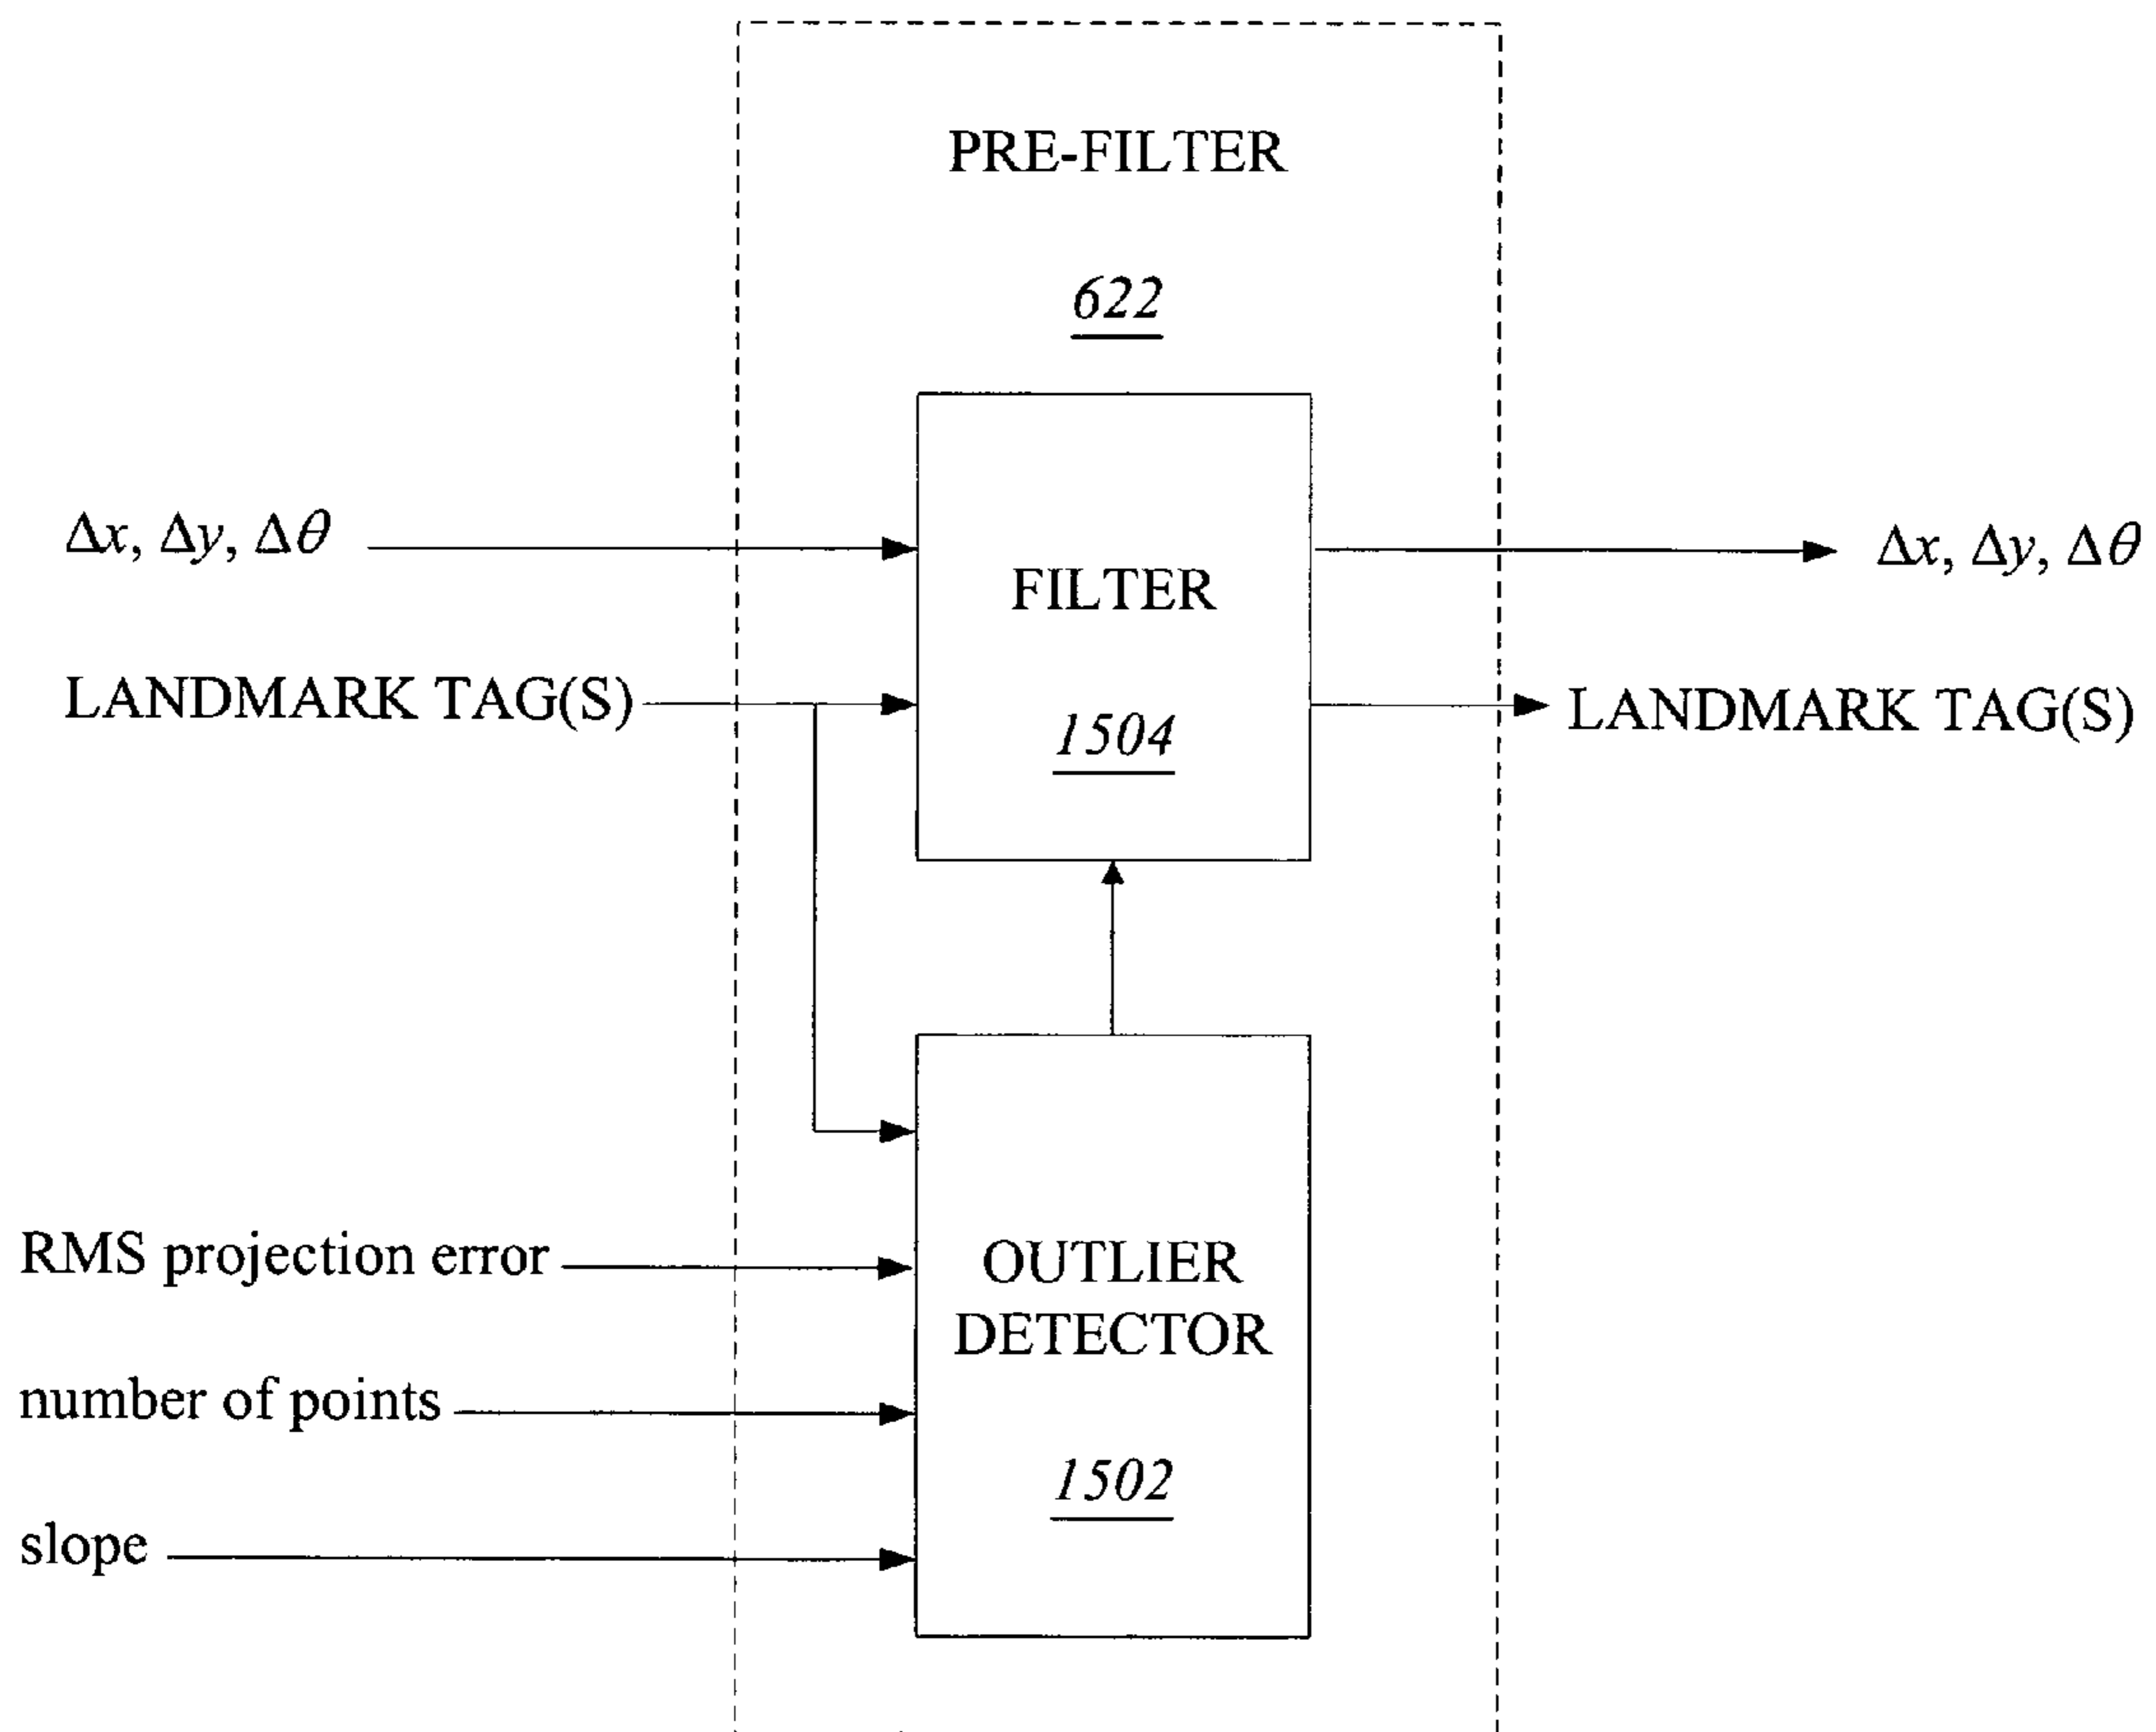 PRE-FILTER
622
Δx, Δy, Δθ
FILTER
Δx, Δy, Δθ
LANDMARK TAG(S)
1504
LANDMARK TAG(S)
RMS projection error
OUTLIER
DETECTOR
number of points
1502
slope